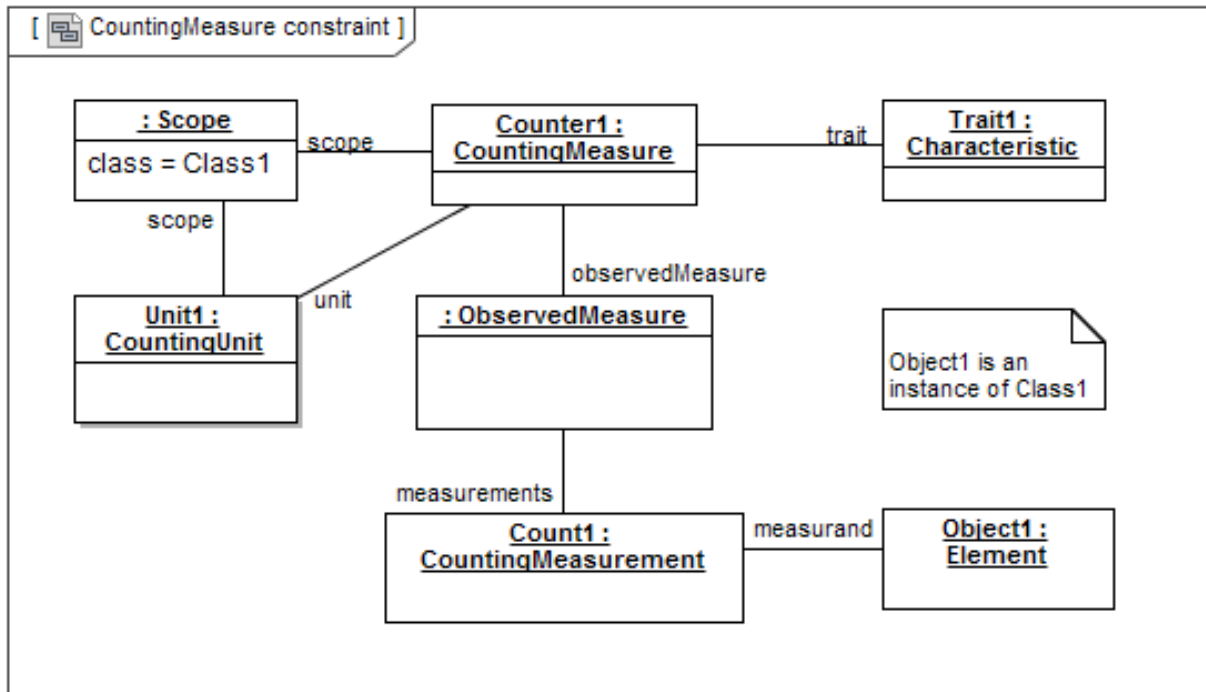 [ CountingMeasure constraint ]
: Scope
class = Class1
scope
Counter1 :
CountingMeasure
trait
Trait1 :
Characteristic
scope
observedMeasure
unit
Unit1 :
CountingUnit
: ObservedMeasure
Object1 is an
instance of Class1
measurements
Count1 :
CountingMeasurement
measurand
Object1 :
Element